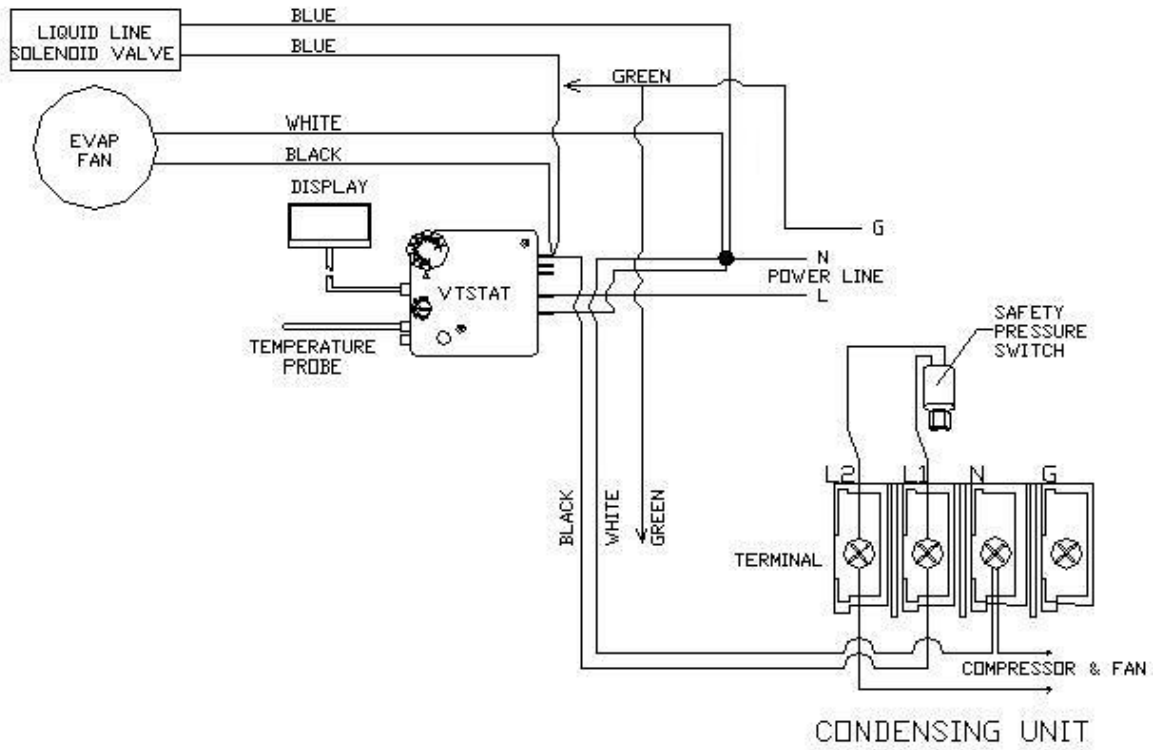 LIQUID LINE
SOLENOID VALVE
BLUE
BLUE
GREEN
EVAP
FAN
WHITE
BLACK
DISPLAY
VTSTAT
G
N
POWER LINE
L
TEMPERATURE
PROBE
SAFETY
PRESSURE
SWITCH
BLACK
WHITE
GREEN
L2
L1
N
G
TERMINAL
COMPRESSOR & FAN
CONDENSING UNIT